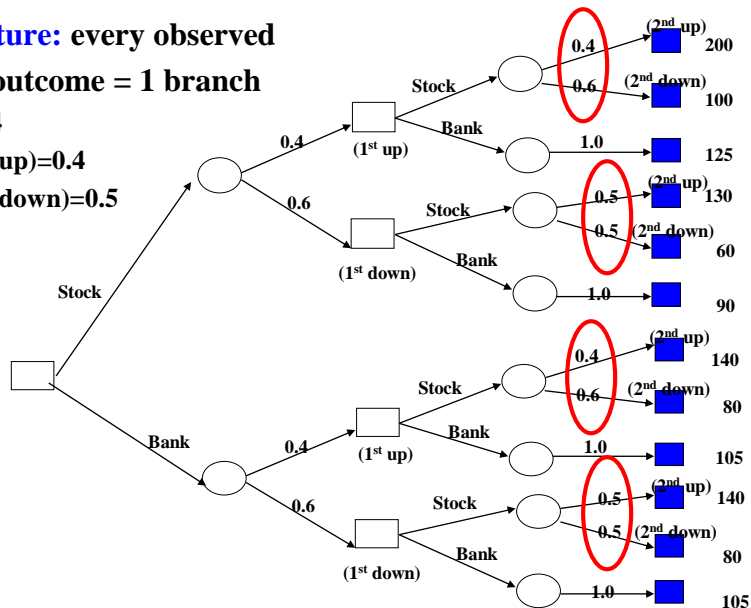 ture: every observed
outcome = 1 branch
up)=0.4
down)=0.5
(2nd up)
0.4
200
Stock
0.6
(2nd down)
100
0.4
(1st up)
Bank
1.0
125
0.6
Stock
0.5
(2nd up)
130
0.5
(2nd down)
60
(1st down)
Bank
1.0
90
Stock
(2nd up)
0.4
140
Stock
0.6
(2nd down)
80
Bank
0.4
(1st up)
Bank
1.0
105
0.6
Stock
0.5
(2nd up)
140
0.5
(2nd down)
80
(1st down)
Bank
1.0
105